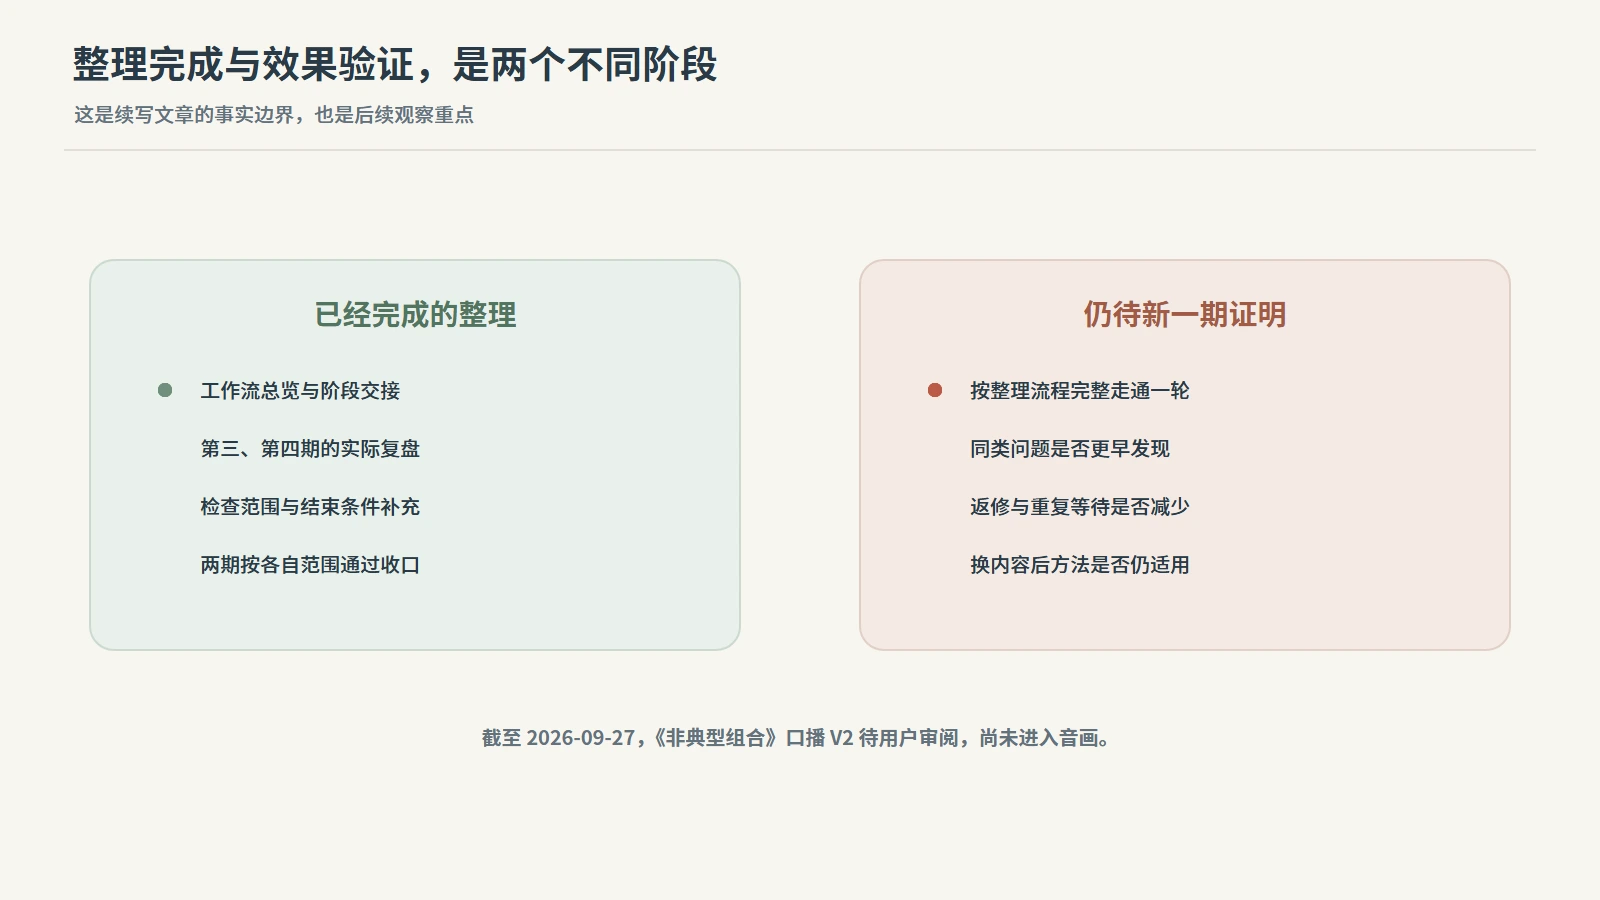 整理完成与效果验证，是两个不同阶段
这是续写文章的事实边界，也是后续观察重点
已经完成的整理
工作流总览与阶段交接
第三、第四期的实际复盘
检查范围与结束条件补充
两期按各自范围通过收口
仍待新一期证明
按整理流程完整走通一轮
同类问题是否更早发现
返修与重复等待是否减少
换内容后方法是否仍适用
截至 2026-09-27，《非典型组合》口播 V2 待用户审阅，尚未进入音画。